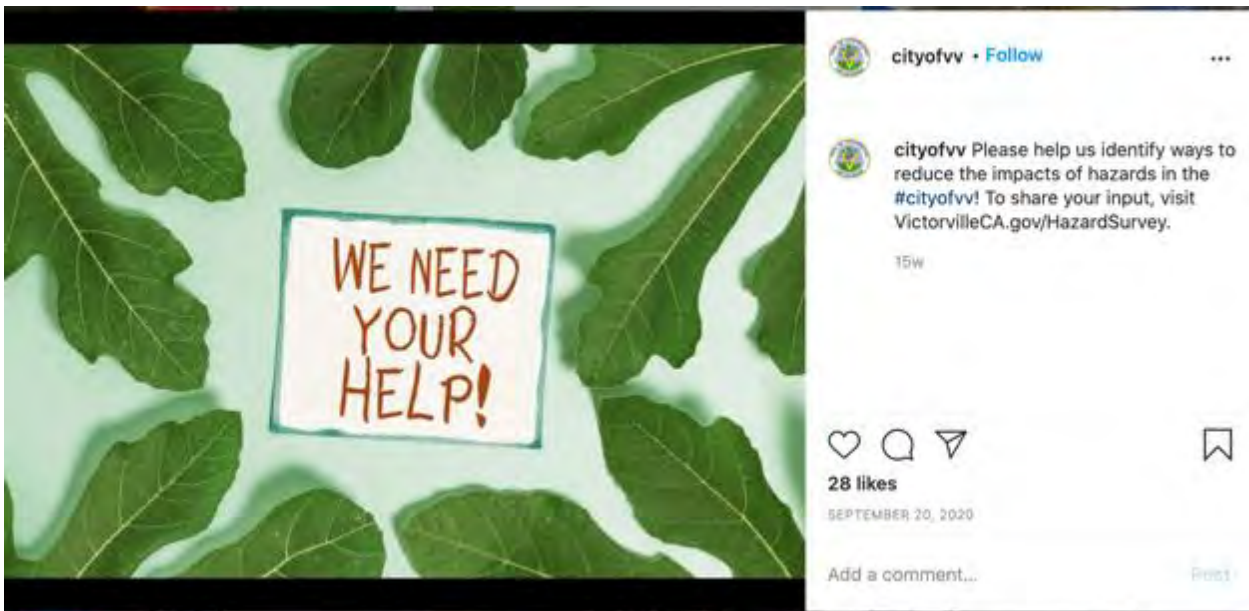 WE NEED
YOUR
HELP!
cityofvv • Follow
cityofvv Please help us identify ways to
reduce the impacts of hazards in the
#cityofvv! To share your input, visit
VictorvilleCA.gov/HazardSurvey.
15w
28 likes
SEPTEMBER 20, 2020
Add a comment...
Post